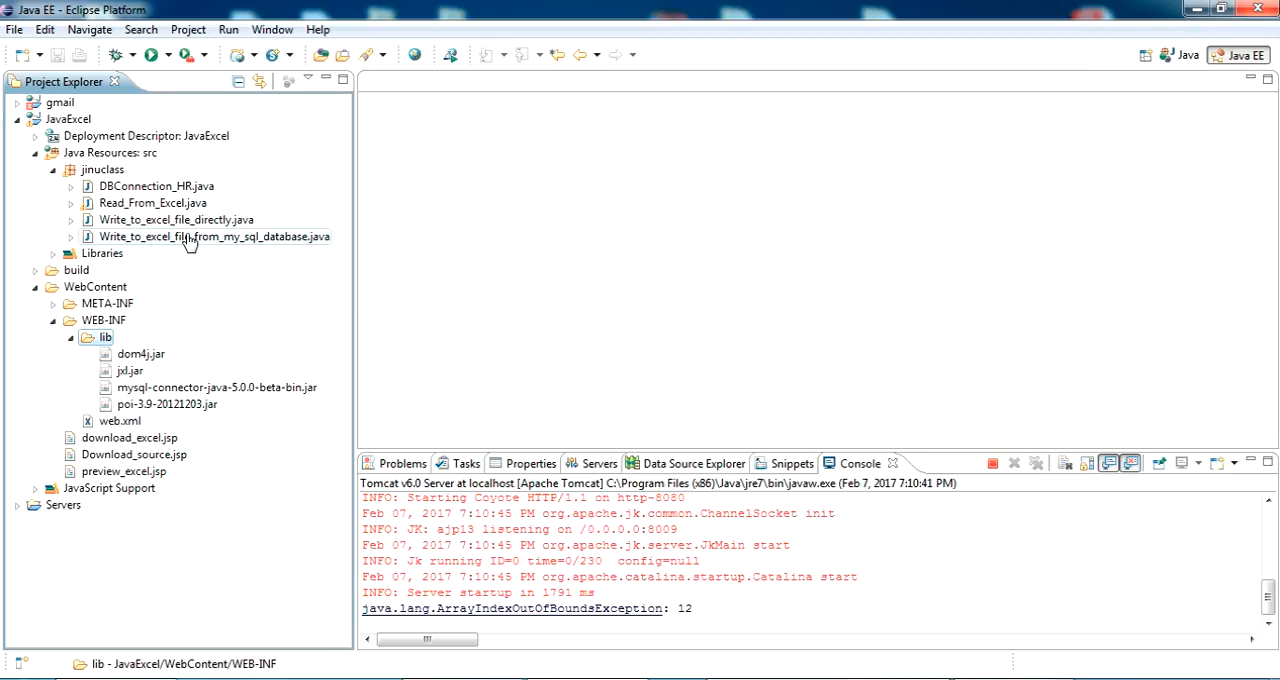 Java EE - Eclipse Platform
File Edit Navigate Search Project Run Window Help
Java Java EE
Project Explorer
gmail
JavaExcel
Deployment Descriptor: JavaExcel
Java Resources: src
jinuclass
DBConnection_HR.java
Read_From_Excel.java
Write_to_excel_file_directly.java
Write_to_excel_file_from_my_sql_database.java
Libraries
build
WebContent
META-INF
WEB-INF
lib
dom4j.jar
jxl.jar
mysql-connector-java-5.0.0-beta-bin.jar
poi-3.9-20121203.jar
web.xml
download_excel.jsp
Download_source.jsp
preview_excel.jsp
JavaScript Support
Servers
Problems Tasks Properties Servers Data Source Explorer Snippets Console
Tomcat v6.0 Server at localhost [Apache Tomcat] C:\Program Files (x86)\Java\jre7\bin\javaw.exe (Feb 7, 2017 7:10:41 PM)
INFO: Starting Coyote HTTP/1.1 on http-8080
Feb 07, 2017 7:10:45 PM org.apache.jk.common.ChannelSocket init
INFO: JK: ajp13 listening on /0.0.0.0:8009
Feb 07, 2017 7:10:45 PM org.apache.jk.server.JkMain start
INFO: Jk running ID=0 time=0/230 config=null
Feb 07, 2017 7:10:45 PM org.apache.catalina.startup.Catalina start
INFO: Server startup in 1791 ms
java.lang.ArrayIndexOutOfBoundsException: 12
lib - JavaExcel/WebContent/WEB-INF